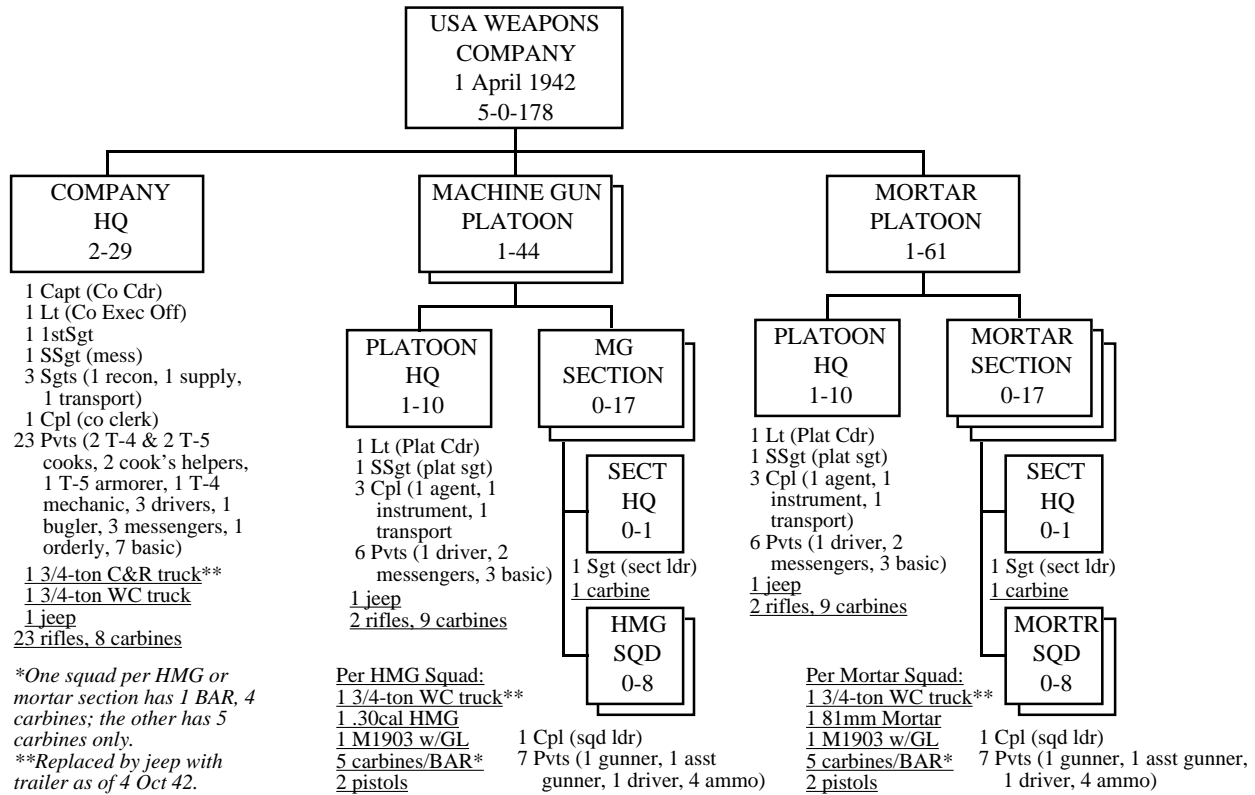 USA WEAPONS
COMPANY
1 April 1942
5-0-178
COMPANY
HQ
2-29
1 Capt (Co Cdr)
1 Lt (Co Exec Off)
1 1stSgt
1 SSgt (mess)
3 Sgts (1 recon, 1 supply,
1 transport)
1 Cpl (co clerk)
23 Pvts (2 T-4 & 2 T-5
cooks, 2 cook's helpers,
1 T-5 armorer, 1 T-4
mechanic, 3 drivers, 1
bugler, 3 messengers, 1
orderly, 7 basic)
1 3/4-ton C&R truck**
1 3/4-ton WC truck
1 jeep
23 rifles, 8 carbines
*One squad per HMG or
mortar section has 1 BAR, 4
carbines; the other has 5
carbines only.
**Replaced by jeep with
trailer as of 4 Oct 42.
MACHINE GUN
PLATOON
1-44
PLATOON
HQ
1-10
1 Lt (Plat Cdr)
1 SSgt (plat sgt)
3 Cpl (1 agent, 1
instrument, 1
transport
6 Pvts (1 driver, 2
messengers, 3 basic)
1 jeep
2 rifles, 9 carbines
Per HMG Squad:
1 3/4-ton WC truck**
1 .30cal HMG
1 M1903 w/GL
5 carbines/BAR*
2 pistols
MG
SECTION
0-17
SECT
HQ
0-1
1 Sgt (sect ldr)
1 carbine
HMG
SQD
0-8
1 Cpl (sqd ldr)
7 Pvts (1 gunner, 1 asst
gunner, 1 driver, 4 ammo)
MORTAR
PLATOON
1-61
PLATOON
HQ
1-10
1 Lt (Plat Cdr)
1 SSgt (plat sgt)
3 Cpl (1 agent, 1
instrument, 1
transport)
6 Pvts (1 driver, 2
messengers, 3 basic)
1 jeep
2 rifles, 9 carbines
Per Mortar Squad:
1 3/4-ton WC truck**
1 81mm Mortar
1 M1903 w/GL
5 carbines/BAR*
2 pistols
MORTAR
SECTION
0-17
SECT
HQ
0-1
1 Sgt (sect ldr)
1 carbine
MORTR
SQD
0-8
1 Cpl (sqd ldr)
7 Pvts (1 gunner, 1 asst gunner,
1 driver, 4 ammo)